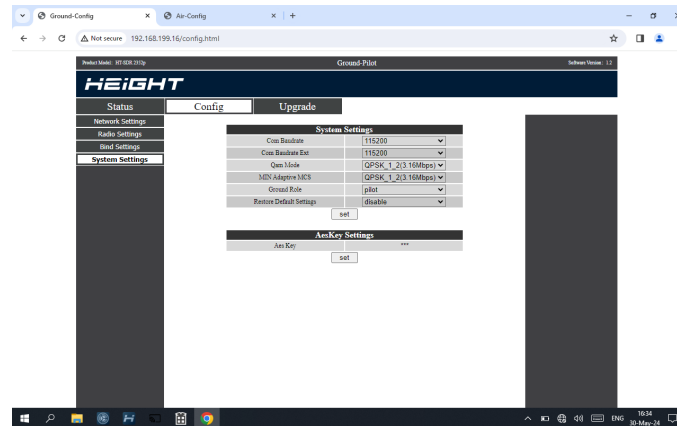 Ground-Config
Air-Config
Not secure 192.168.199.16/config.html
Product Model: HT-SDR 2352p Ground-Pilot Software Version: 1.2
HEIGHT
Status Config Upgrade
Network Settings
Radio Settings
Bind Settings
System Settings
System Settings
Com Baudrate 115200
Com Baudrate Ext 115200
Qam Mode QPSK_1_2(3.16Mbps)
MIN Adaptive MCS QPSK_1_2(3.16Mbps)
Ground Role pilot
Restore Default Settings disable
set
AesKey Settings
Aes Key ***
set
ENG
16:34
30-May-24